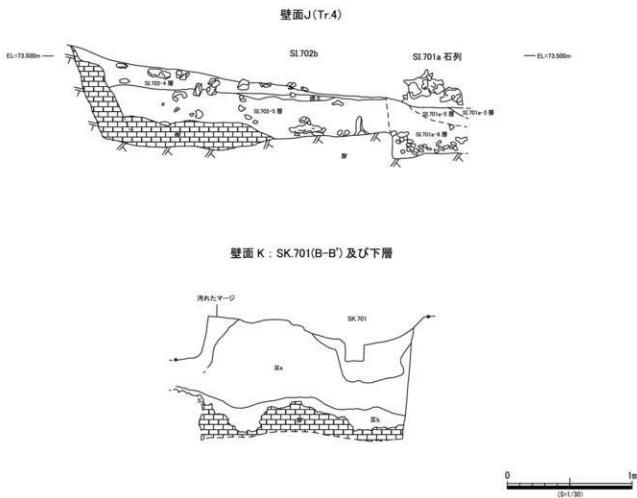 壁面J(Tr.4)
SI.702b
SI.701a 石列
EL=73.500m
EL=73.500m
SI.702-4 層
SI.702-5 層
SI.701a-5 層
SI.701a-3 層
SI.701a-6 層
壁面 K : SK.701(B-B') 及び下層
汚れたマージ
SK.701
Ⅲa
Ⅲb
0 1m
(S=1/30)